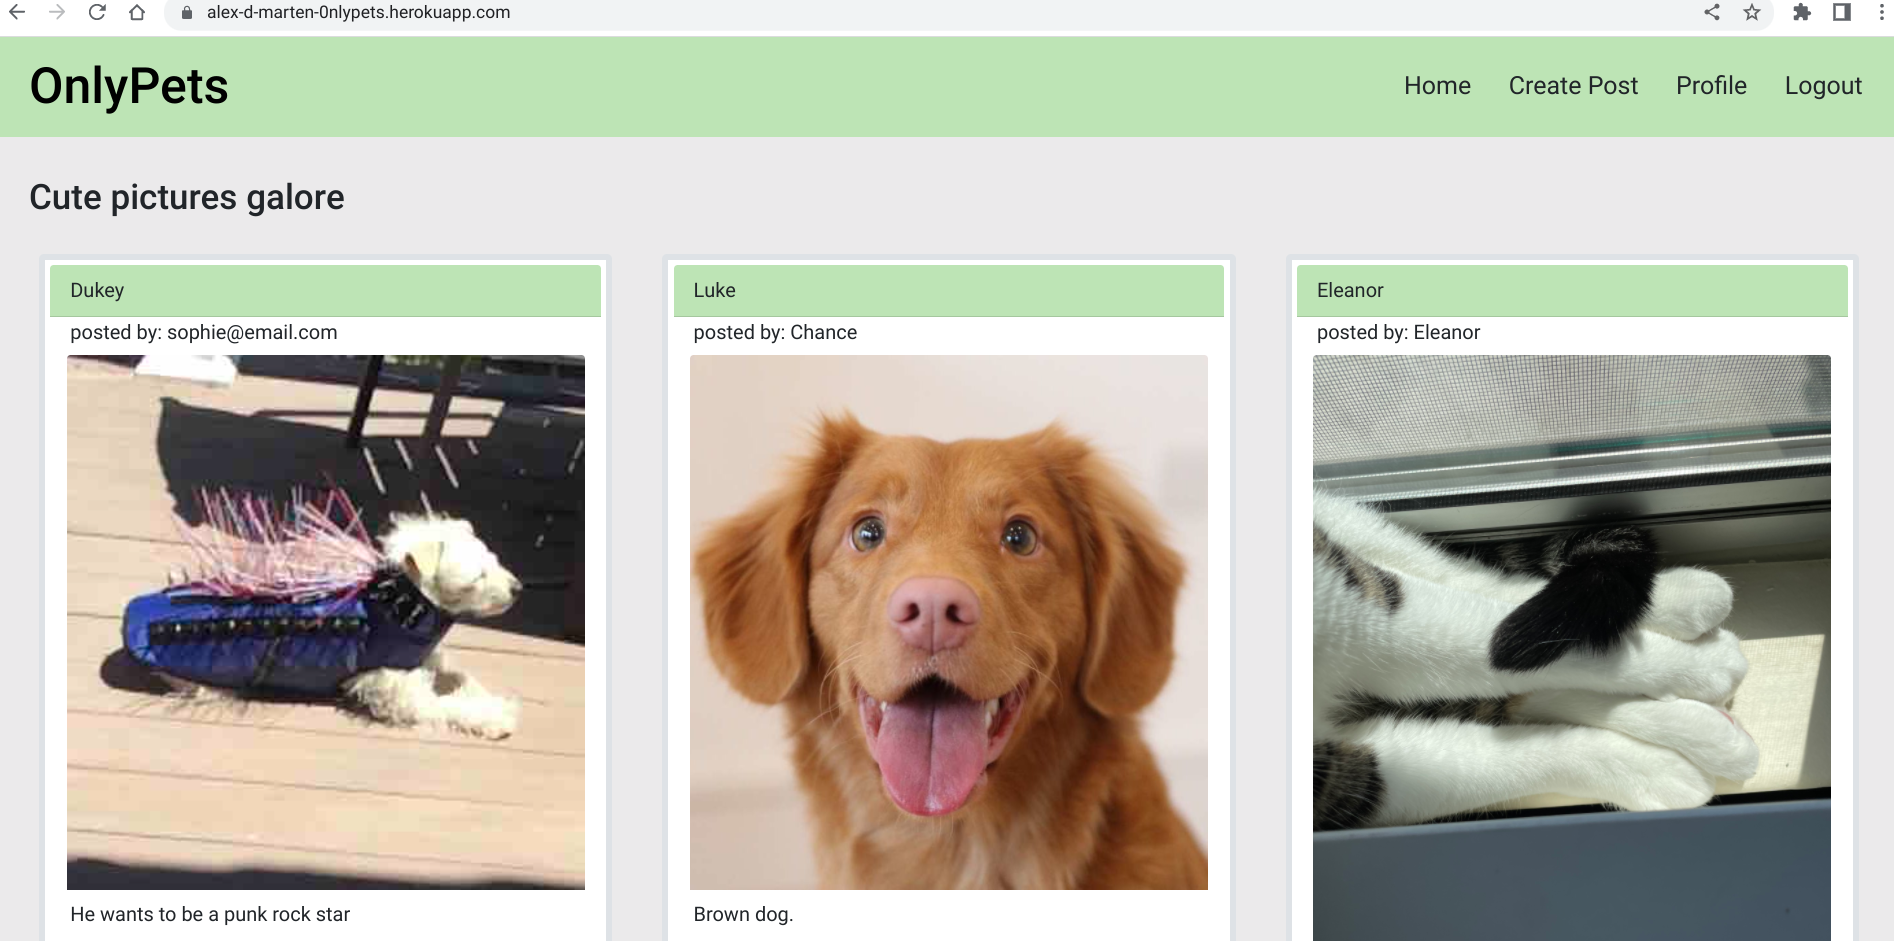 alex-d-marten-0nlypets.herokuapp.com
OnlyPets
Home Create Post Profile Logout
Cute pictures galore
Dukey
posted by: sophie@email.com
He wants to be a punk rock star
Luke
posted by: Chance
Brown dog.
Eleanor
posted by: Eleanor